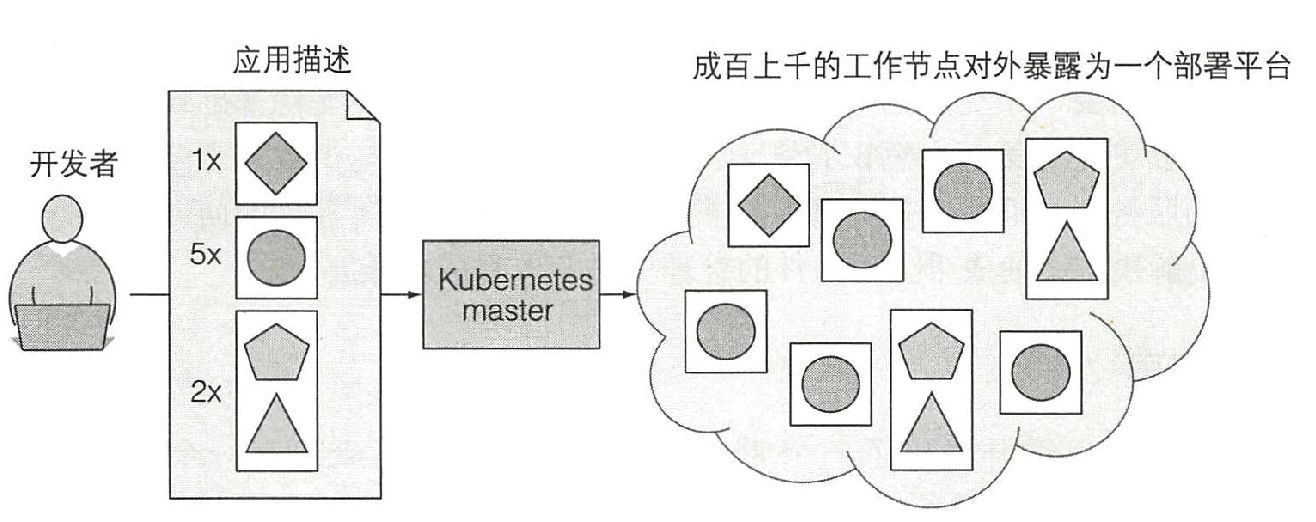 应用描述
成百上千的工作节点对外暴露为一个部署平台
开发者
1x
5x
2x
Kubernetes
master